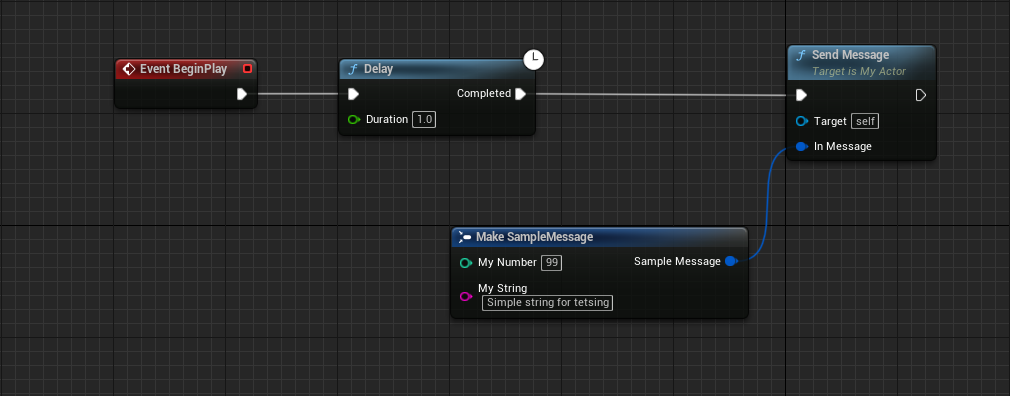 Event BeginPlay
Delay
Completed
Duration 1.0
Send Message
Target is My Actor
Target self
In Message
Make SampleMessage
My Number 99
Sample Message
My String
Simple string for tetsing